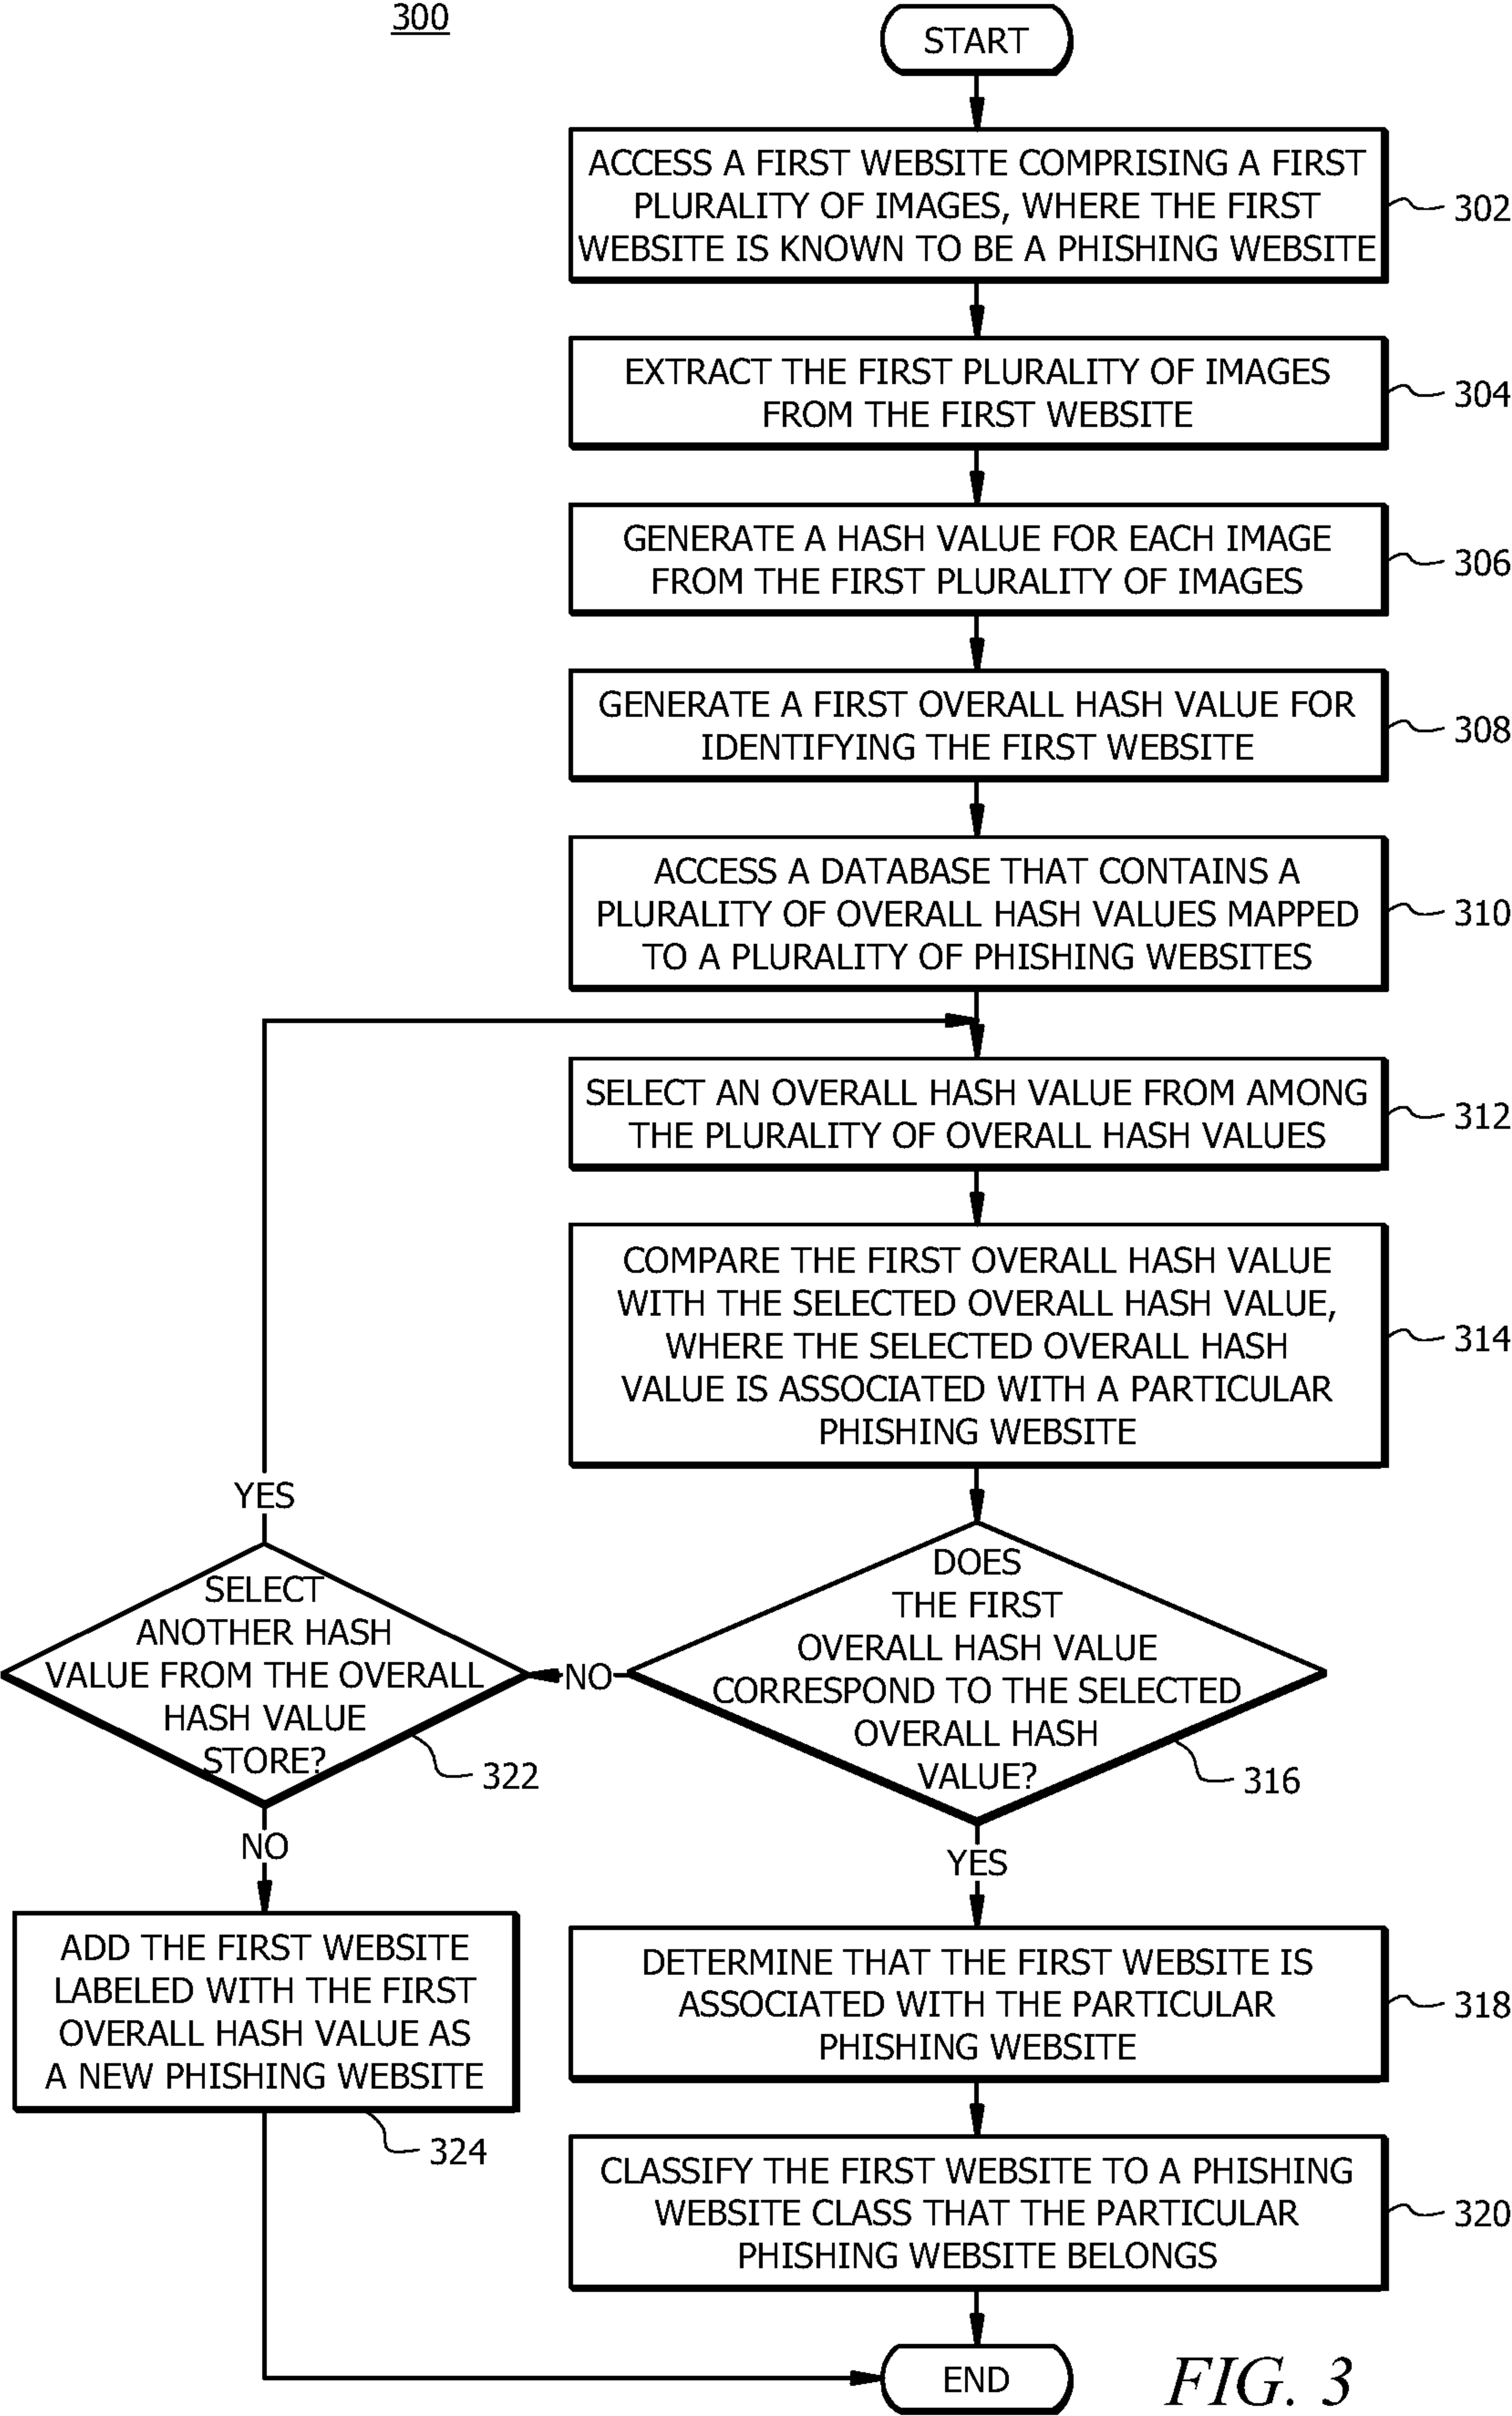 300
START
ACCESS A FIRST WEBSITE COMPRISING A FIRST
PLURALITY OF IMAGES, WHERE THE FIRST
WEBSITE IS KNOWN TO BE A PHISHING WEBSITE
302
EXTRACT THE FIRST PLURALITY OF IMAGES
FROM THE FIRST WEBSITE
304
GENERATE A HASH VALUE FOR EACH IMAGE
FROM THE FIRST PLURALITY OF IMAGES
306
GENERATE A FIRST OVERALL HASH VALUE FOR
IDENTIFYING THE FIRST WEBSITE
308
ACCESS A DATABASE THAT CONTAINS A
PLURALITY OF OVERALL HASH VALUES MAPPED
TO A PLURALITY OF PHISHING WEBSITES
310
SELECT AN OVERALL HASH VALUE FROM AMONG
THE PLURALITY OF OVERALL HASH VALUES
312
COMPARE THE FIRST OVERALL HASH VALUE
WITH THE SELECTED OVERALL HASH VALUE,
WHERE THE SELECTED OVERALL HASH
VALUE IS ASSOCIATED WITH A PARTICULAR
PHISHING WEBSITE
314
DOES
THE FIRST
OVERALL HASH VALUE
CORRESPOND TO THE SELECTED
OVERALL HASH
VALUE?
316
NO
YES
SELECT
ANOTHER HASH
VALUE FROM THE OVERALL
HASH VALUE
STORE?
322
YES
NO
ADD THE FIRST WEBSITE
LABELED WITH THE FIRST
OVERALL HASH VALUE AS
A NEW PHISHING WEBSITE
324
DETERMINE THAT THE FIRST WEBSITE IS
ASSOCIATED WITH THE PARTICULAR
PHISHING WEBSITE
318
CLASSIFY THE FIRST WEBSITE TO A PHISHING
WEBSITE CLASS THAT THE PARTICULAR
PHISHING WEBSITE BELONGS
320
END
FIG. 3